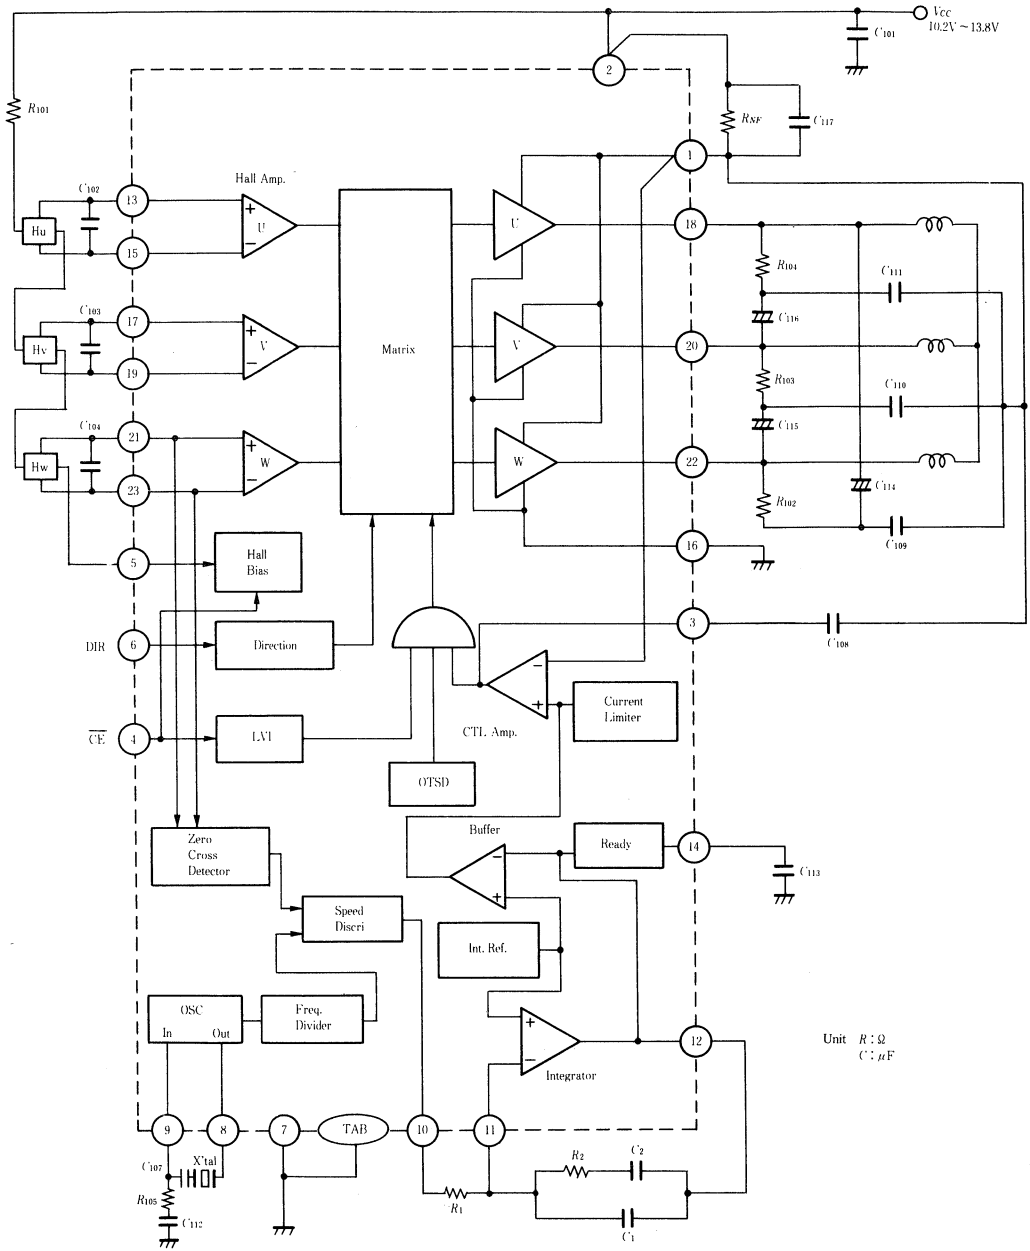 Vcc
10.2V~13.8V
C101
2
R101
RNF
C117
1
Hall Amp.
C102
13
+
U
−
Hu
15
U
18
R104
C111
C116
C103
17
+
V
−
Hv
19
Matrix
V
20
R103
C110
C115
C104
21
+
W
−
Hw
23
W
22
R102
C114
C109
16
5
Hall
Bias
3
C108
DIR
6
Direction
−
+
CTL Amp.
Current
Limiter
CE
4
LVI
OTSD
Zero
Cross
Detector
Buffer
−
+
Ready
14
C113
Speed
Discri
Int. Ref.
OSC
In
Out
Freq.
Divider
+
−
Integrator
12
Unit R : Ω
C : μF
9
8
7
TAB
10
11
C107
X'tal
R105
C112
R1
R2
C2
C1